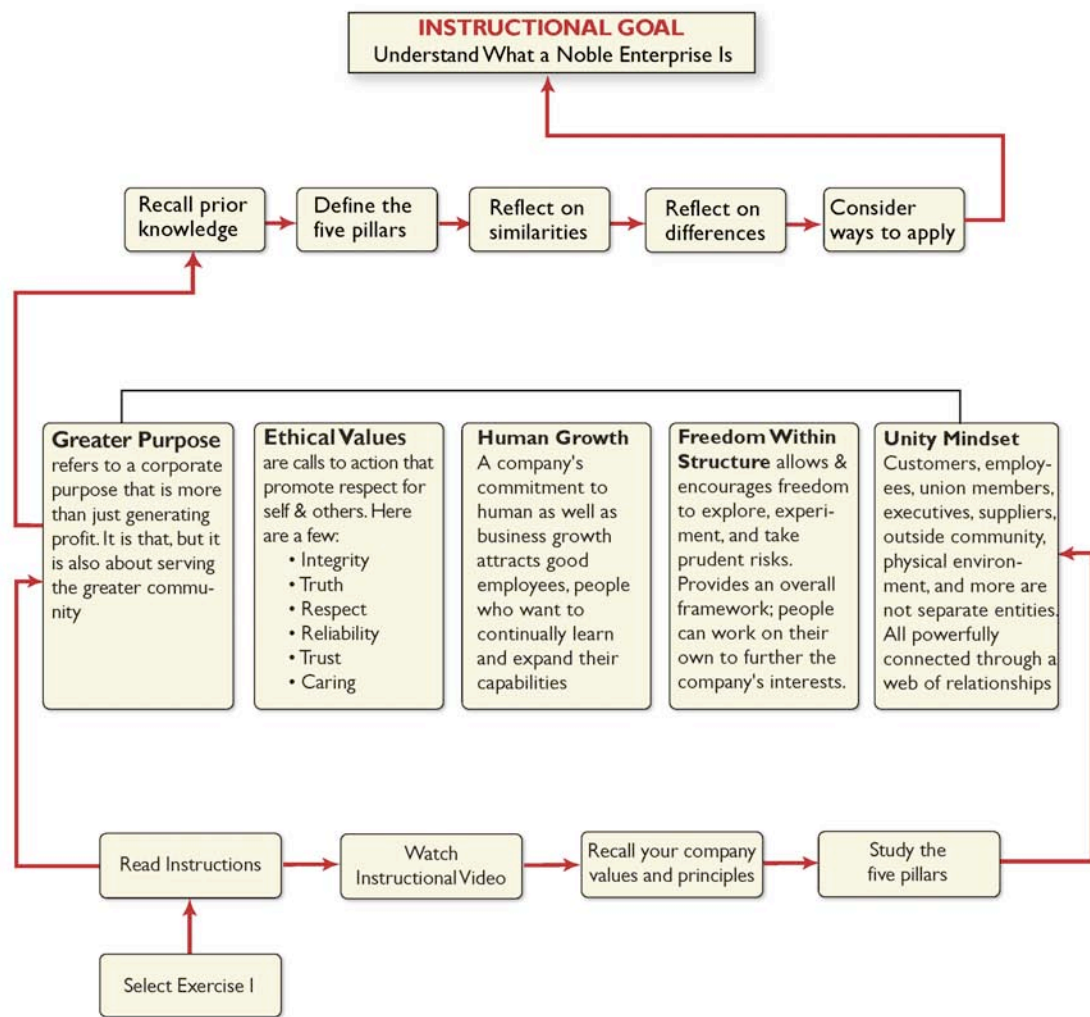 INSTRUCTIONAL GOAL
Understand What a Noble Enterprise Is
Recall prior
knowledge
Define the
five pillars
Reflect on
similarities
Reflect on
differences
Consider
ways to apply
Greater Purpose
refers to a corporate
purpose that is more
than just generating
profit. It is that, but it
is also about serving
the greater commu-
nity
Ethical Values
are calls to action that
promote respect for
self & others. Here
are a few:
• Integrity
• Truth
• Respect
• Reliability
• Trust
• Caring
Human Growth
A company's
commitment to
human as well as
business growth
attracts good
employees, people
who want to
continually learn
and expand their
capabilities
Freedom Within
Structure allows &
encourages freedom
to explore, experi-
ment, and take
prudent risks.
Provides an overall
framework; people
can work on their
own to further the
company's interests.
Unity Mindset
Customers, employ-
ees, union members,
executives, suppliers,
outside community,
physical environ-
ment, and more are
not separate entities.
All powerfully
connected through a
web of relationships
Read Instructions
Watch
Instructional Video
Recall your company
values and principles
Study the
five pillars
Select Exercise I